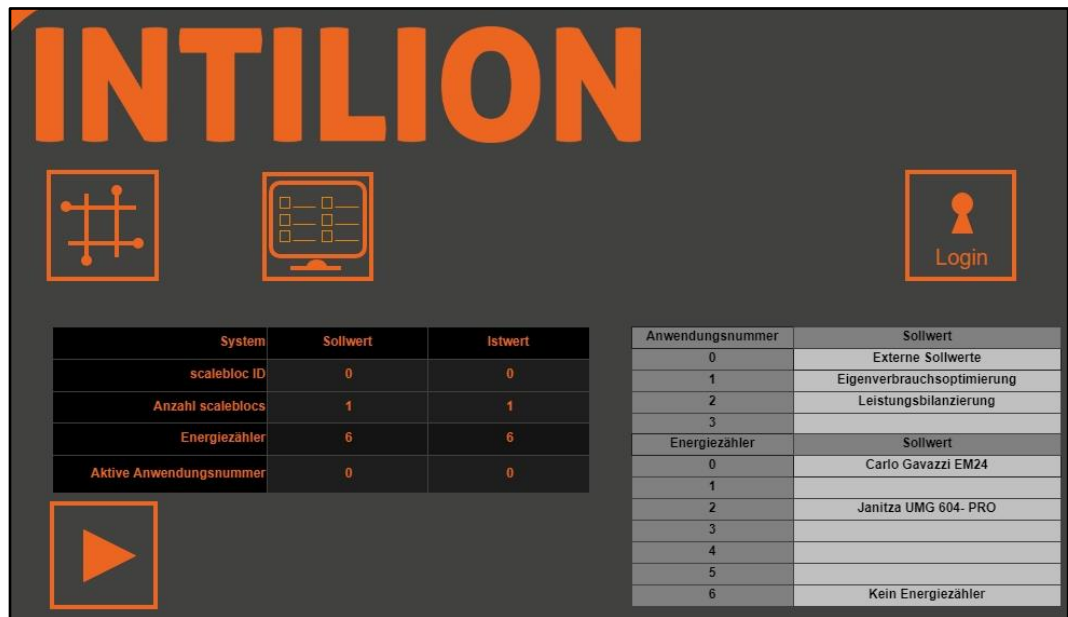 INTILION
Login
System Sollwert Istwert
scalebloc ID 0 0
Anzahl scaleblocs 1 1
Energiezähler 6 6
Aktive Anwendungsnummer 0 0
Anwendungsnummer Sollwert
0 Externe Sollwerte
1 Eigenverbrauchsoptimierung
2 Leistungsbilanzierung
3
Energiezähler Sollwert
0 Carlo Gavazzi EM24
1
2 Janitza UMG 604- PRO
3
4
5
6 Kein Energiezähler